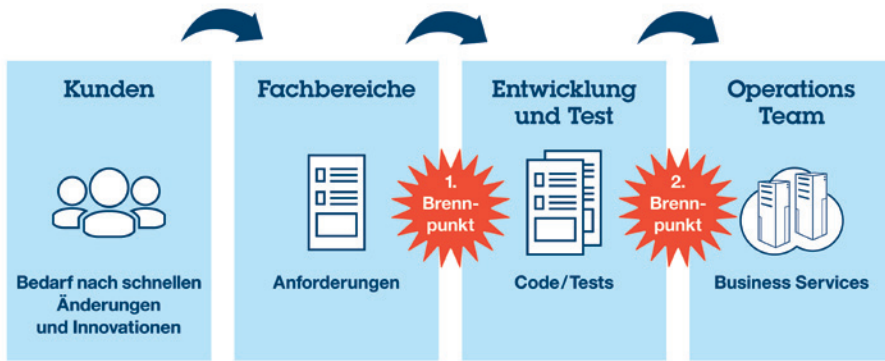 Kunden
Bedarf nach schnellen
Änderungen
und Innovationen
Fachbereiche
Anforderungen
1.
Brenn-
punkt
Entwicklung
und Test
Code/Tests
2.
Brenn-
punkt
Operations
Team
Business Services